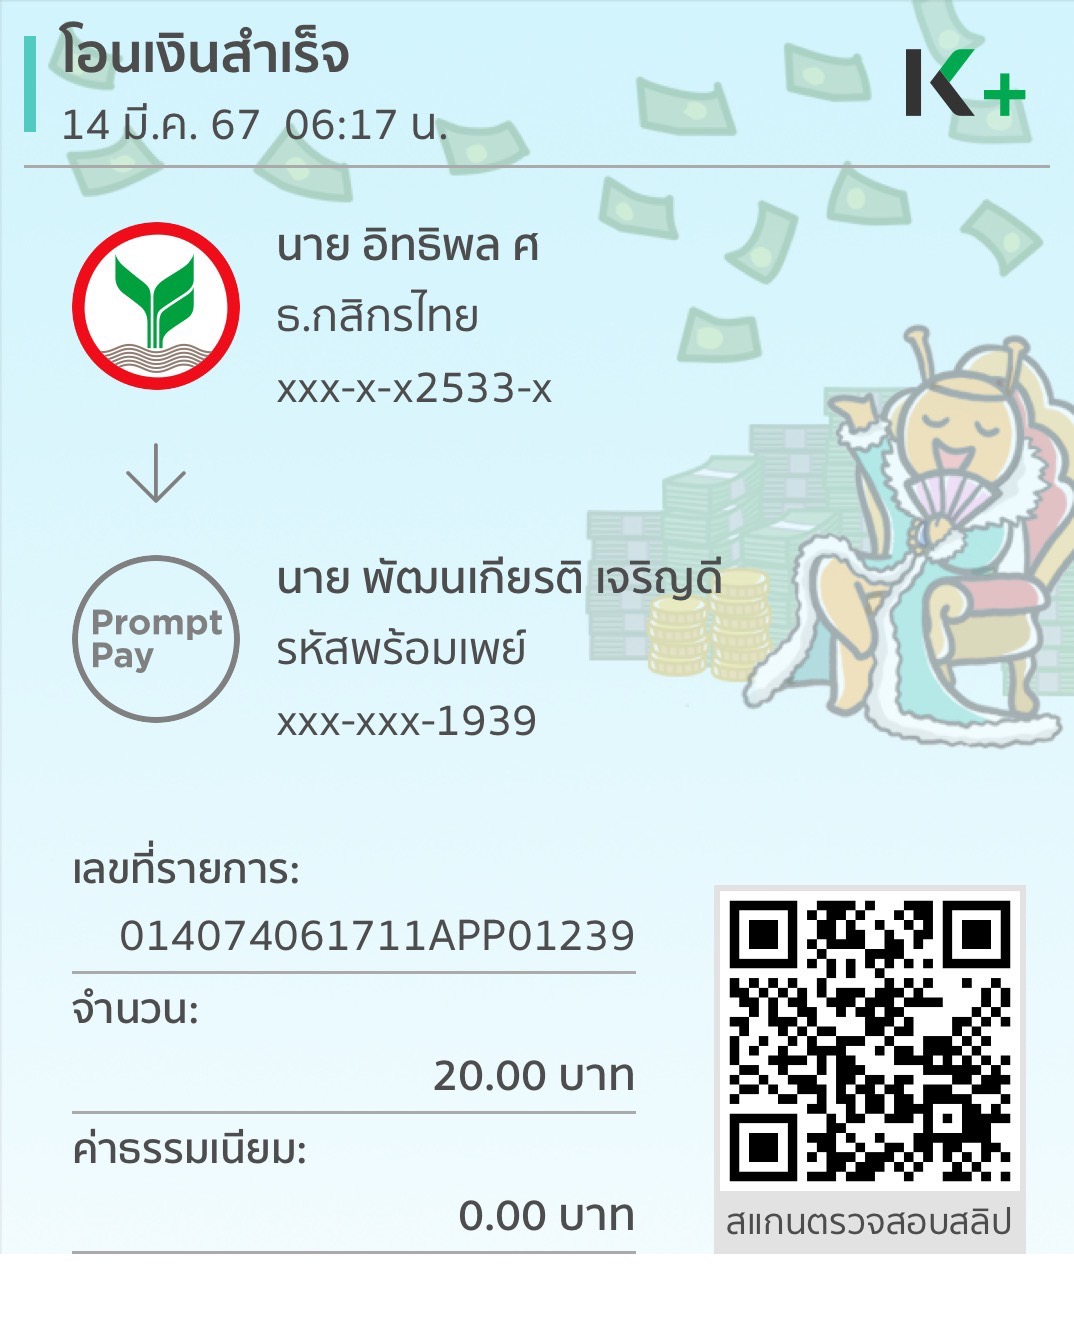 โอนเงินสำเร็จ
14 มี.ค. 67  06:17 น.
K+
นาย อิทธิพล ศ
ธ.กสิกรไทย
xxx-x-x2533-x
Prompt
Pay
นาย พัฒนเกียรติ เจริญดี
รหัสพร้อมเพย์
xxx-xxx-1939
เลขที่รายการ:
014074061711APP01239
จำนวน:
20.00 บาท
ค่าธรรมเนียม:
0.00 บาท
สแกนตรวจสอบสลิป